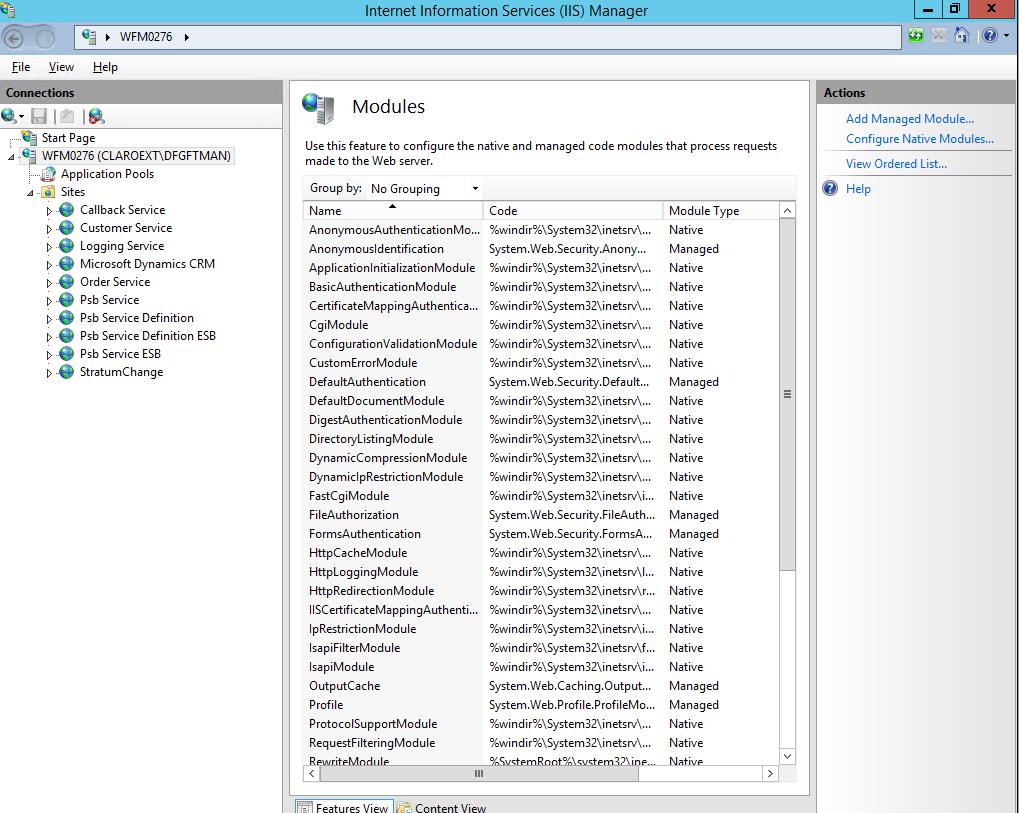 Internet Information Services (IIS) Manager
WFM0276
File View Help
Connections
Start Page
WFM0276 (CLAROEXT\DFGFTMAN)
Application Pools
Sites
Callback Service
Customer Service
Logging Service
Microsoft Dynamics CRM
Order Service
Psb Service
Psb Service Definition
Psb Service Definition ESB
Psb Service ESB
StratumChange
Modules
Use this feature to configure the native and managed code modules that process requests
made to the Web server.
Group by: No Grouping
Name Code Module Type
AnonymousAuthenticationMo... %windir%\System32\inetsrv\... Native
AnonymousIdentification System.Web.Security.Anony... Managed
ApplicationInitializationModule %windir%\System32\inetsrv\... Native
BasicAuthenticationModule %windir%\System32\inetsrv\... Native
CertificateMappingAuthentica... %windir%\System32\inetsrv\... Native
CgiModule %windir%\System32\inetsrv\... Native
ConfigurationValidationModule %windir%\System32\inetsrv\... Native
CustomErrorModule %windir%\System32\inetsrv\... Native
DefaultAuthentication System.Web.Security.Default... Managed
DefaultDocumentModule %windir%\System32\inetsrv\... Native
DigestAuthenticationModule %windir%\System32\inetsrv\... Native
DirectoryListingModule %windir%\System32\inetsrv\... Native
DynamicCompressionModule %windir%\System32\inetsrv\... Native
DynamicIpRestrictionModule %windir%\System32\inetsrv\... Native
FastCgiModule %windir%\System32\inetsrv\i... Native
FileAuthorization System.Web.Security.FileAuth... Managed
FormsAuthentication System.Web.Security.FormsA... Managed
HttpCacheModule %windir%\System32\inetsrv\... Native
HttpLoggingModule %windir%\System32\inetsrv\l... Native
HttpRedirectionModule %windir%\System32\inetsrv\r... Native
IISCertificateMappingAuthenti... %windir%\System32\inetsrv\... Native
IpRestrictionModule %windir%\System32\inetsrv\i... Native
IsapiFilterModule %windir%\System32\inetsrv\f... Native
IsapiModule %windir%\System32\inetsrv\i... Native
OutputCache System.Web.Caching.Output... Managed
Profile System.Web.Profile.ProfileMo... Managed
ProtocolSupportModule %windir%\System32\inetsrv\... Native
RequestFilteringModule %windir%\System32\inetsrv\... Native
RewriteModule %SystemRoot%\system32\ine... Native
Features View Content View
Actions
Add Managed Module...
Configure Native Modules...
View Ordered List...
Help